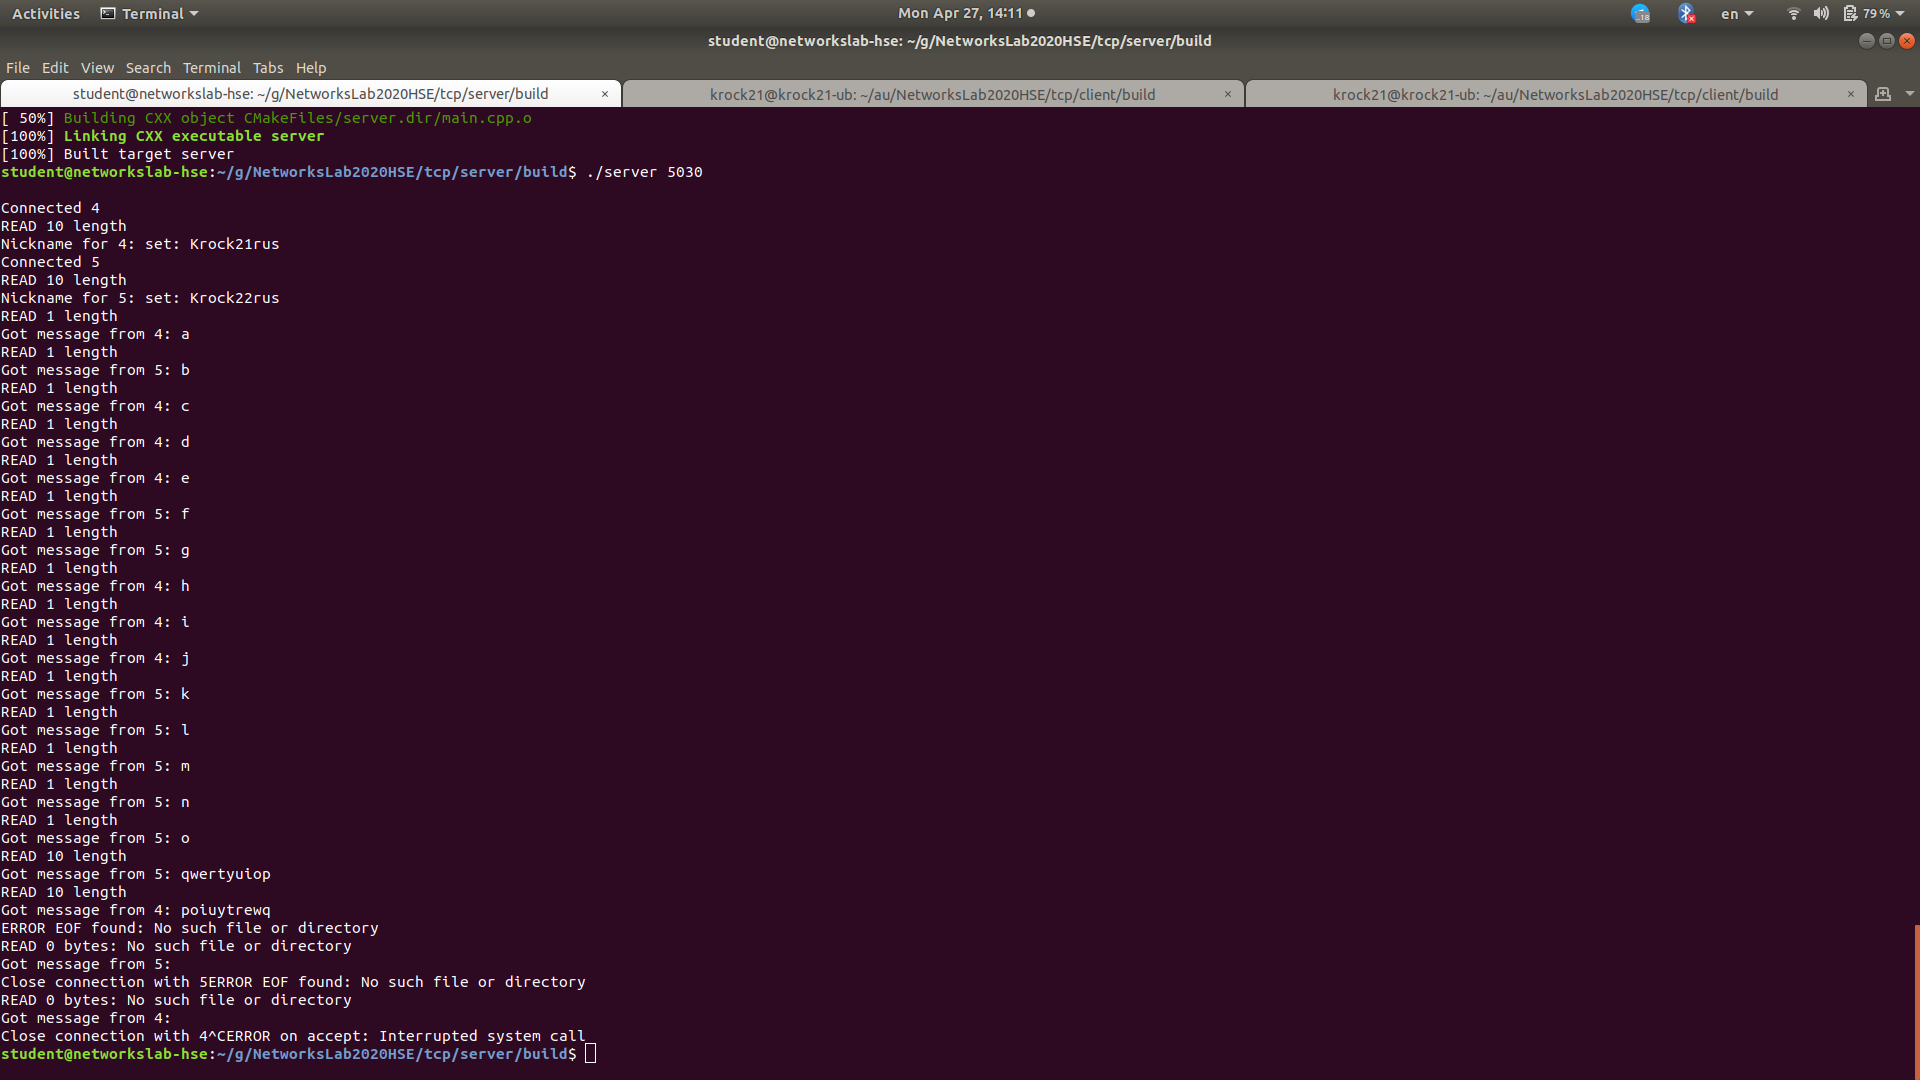 Activities Terminal Mon Apr 27, 14:11 18 en 79 %
student@networkslab-hse: ~/g/NetworksLab2020HSE/tcp/server/build
File Edit View Search Terminal Tabs Help
student@networkslab-hse: ~/g/NetworksLab2020HSE/tcp/server/build × krock21@krock21-ub: ~/au/NetworksLab2020HSE/tcp/client/build × krock21@krock21-ub: ~/au/NetworksLab2020HSE/tcp/client/build ×
[ 50%] Building CXX object CMakeFiles/server.dir/main.cpp.o
[100%] Linking CXX executable server
[100%] Built target server
student@networkslab-hse:~/g/NetworksLab2020HSE/tcp/server/build$ ./server 5030
Connected 4
READ 10 length
Nickname for 4: set: Krock21rus
Connected 5
READ 10 length
Nickname for 5: set: Krock22rus
READ 1 length
Got message from 4: a
READ 1 length
Got message from 5: b
READ 1 length
Got message from 4: c
READ 1 length
Got message from 4: d
READ 1 length
Got message from 4: e
READ 1 length
Got message from 5: f
READ 1 length
Got message from 5: g
READ 1 length
Got message from 4: h
READ 1 length
Got message from 4: i
READ 1 length
Got message from 4: j
READ 1 length
Got message from 5: k
READ 1 length
Got message from 5: l
READ 1 length
Got message from 5: m
READ 1 length
Got message from 5: n
READ 1 length
Got message from 5: o
READ 10 length
Got message from 5: qwertyuiop
READ 10 length
Got message from 4: poiuytrewq
ERROR EOF found: No such file or directory
READ 0 bytes: No such file or directory
Got message from 5:
Close connection with 5ERROR EOF found: No such file or directory
READ 0 bytes: No such file or directory
Got message from 4:
Close connection with 4^CERROR on accept: Interrupted system call
student@networkslab-hse:~/g/NetworksLab2020HSE/tcp/server/build$